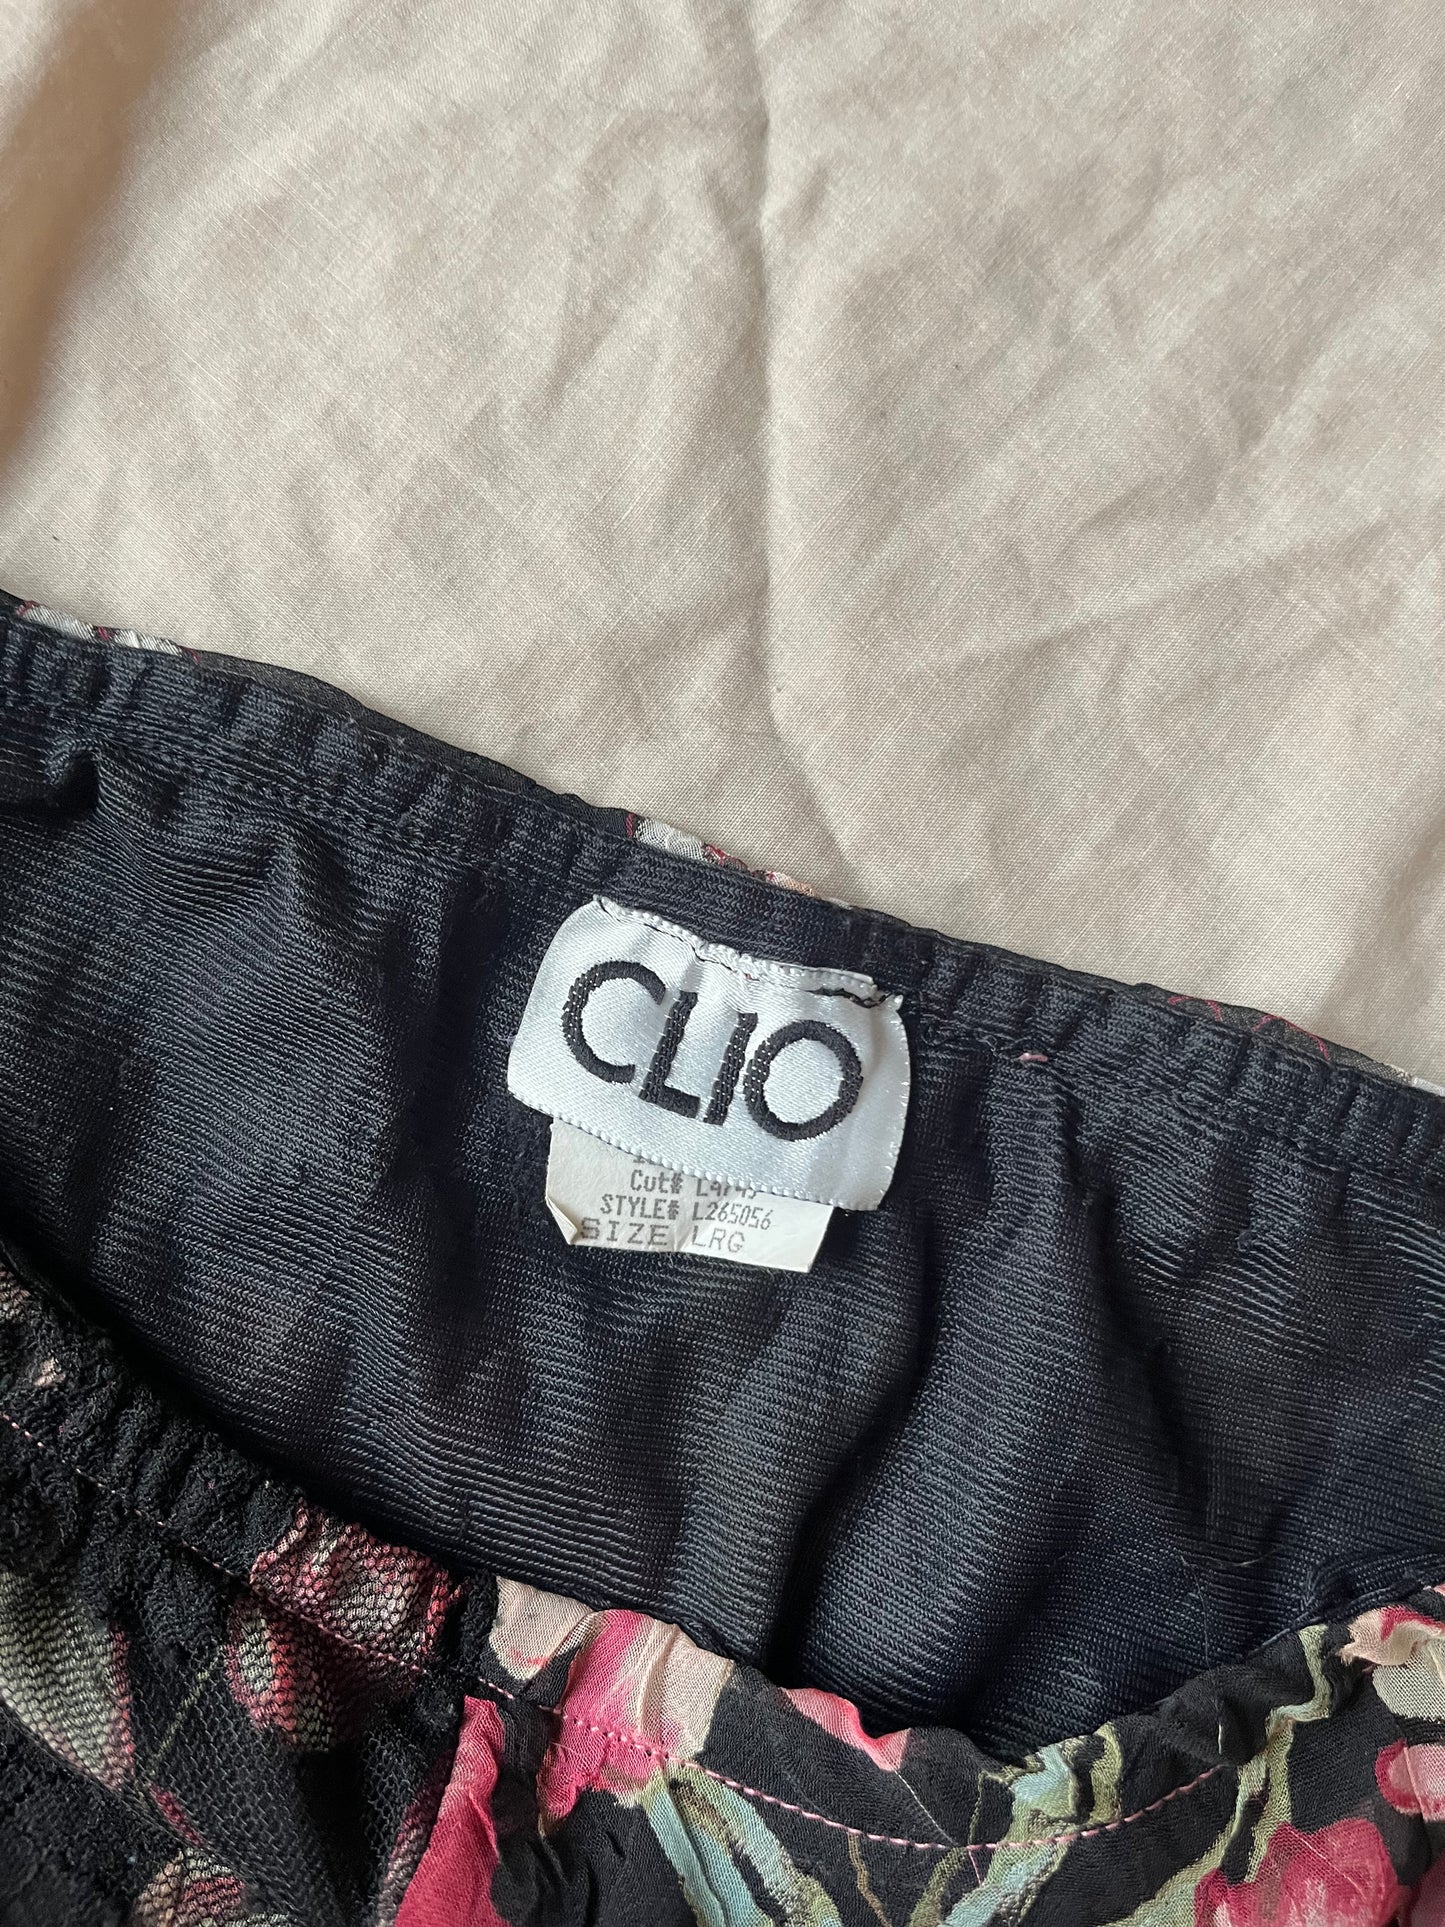 CLIO
Cut#
STYLE# L265056
SIZE LRG